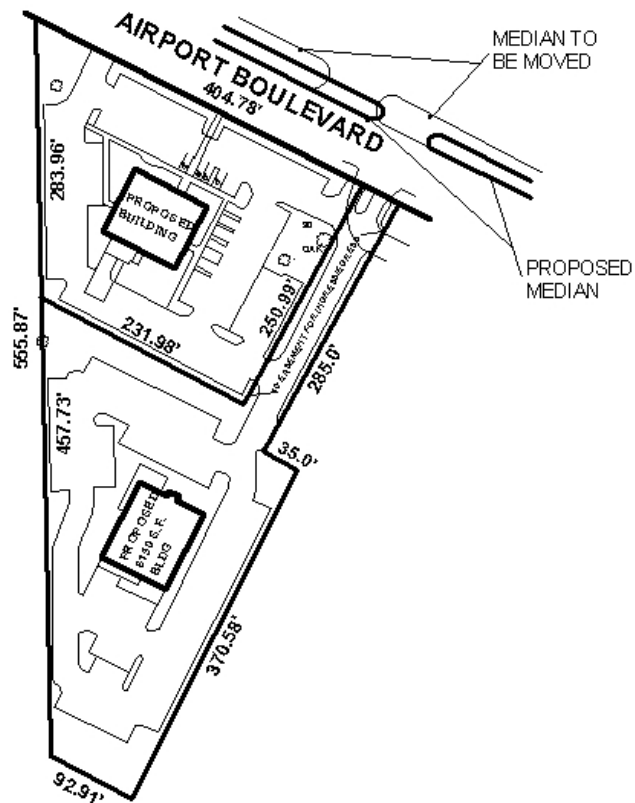 AIRPORT BOULEVARD
404.78'
MEDIAN TO
BE MOVED
283.96'
PROPOSED
BUILDING
PROPOSED
MEDIAN
250.99'
231.98'
555.87'
285.0'
457.73'
35.0'
PROPOSED
BLDG
370.58'
92.91'